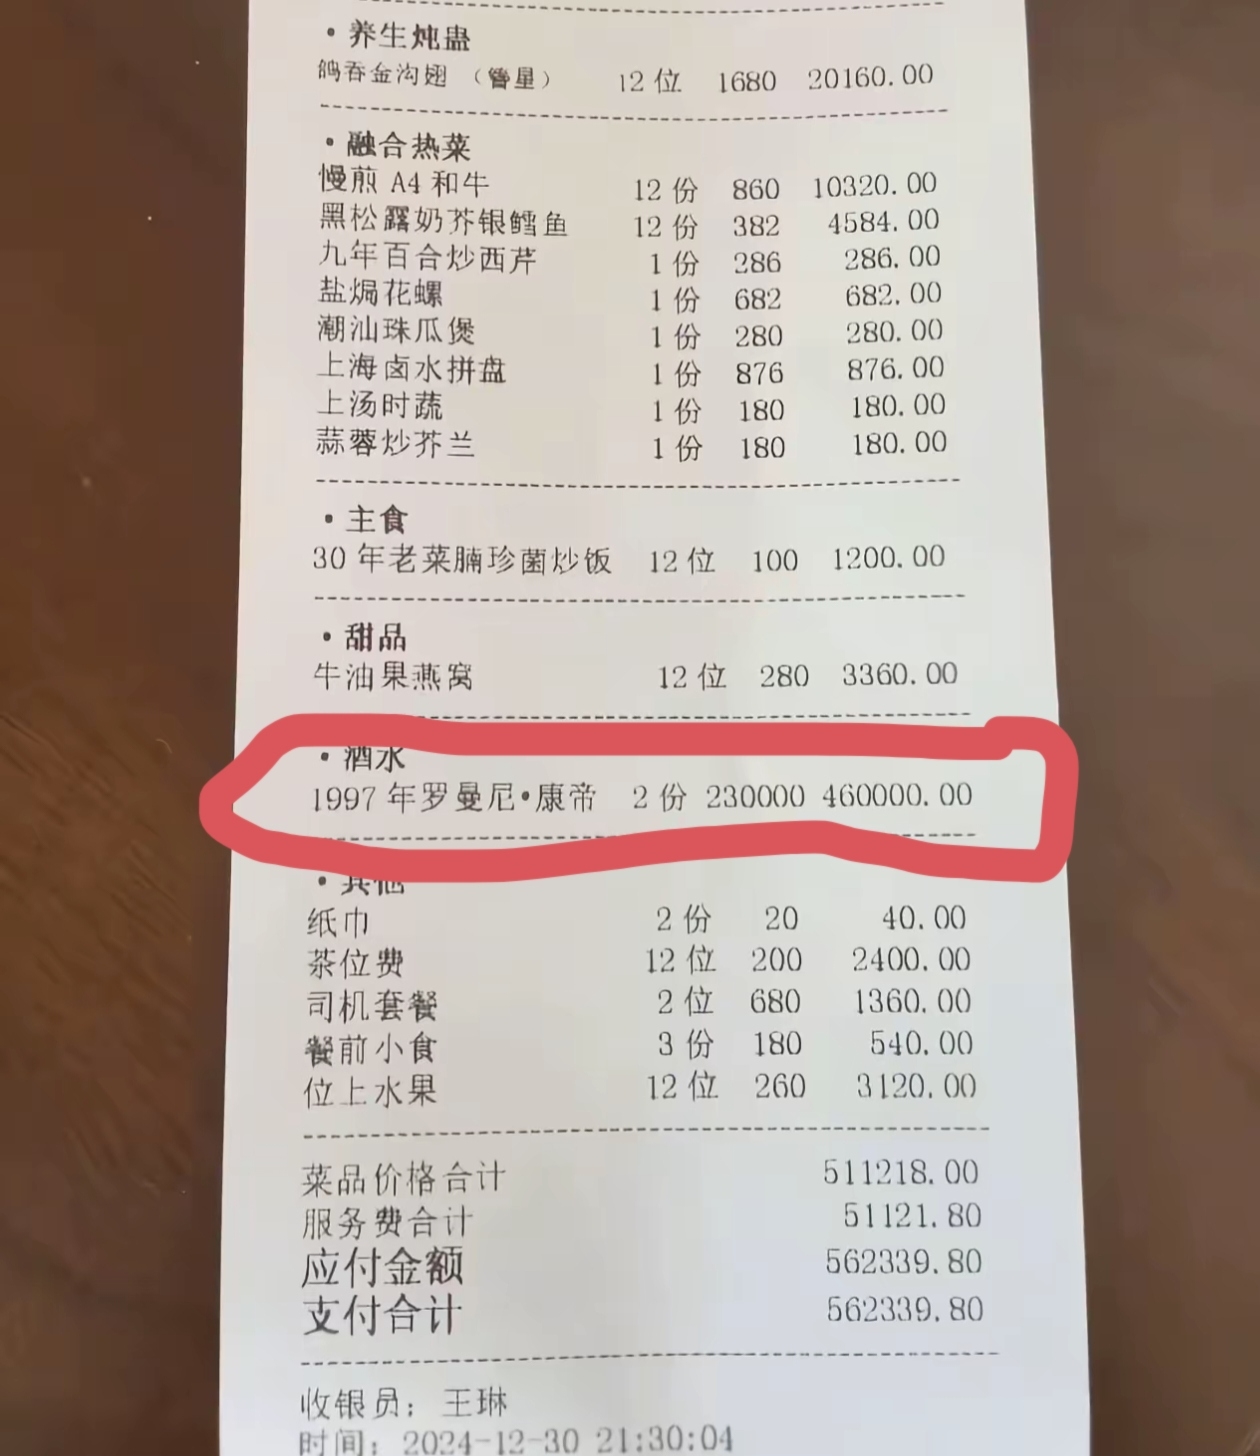 • 养生炖蛊
鸽吞金沟翅 （餐星） 12 位 1680 20160.00
• 融合热菜
慢煎 A4 和牛 12 份 860 10320.00
黑松露奶芥银鳕鱼 12 份 382 4584.00
九年百合炒西芹 1 份 286 286.00
盐焗花螺 1 份 682 682.00
潮汕珠瓜煲 1 份 280 280.00
上海卤水拼盘 1 份 876 876.00
上汤时蔬 1 份 180 180.00
蒜蓉炒芥兰 1 份 180 180.00
• 主食
30 年老菜腩珍菌炒饭 12 位 100 1200.00
• 甜品
牛油果燕窝 12 位 280 3360.00
• 酒水
1997 年罗曼尼•康帝 2 份 230000 460000.00
• 其他
纸巾 2 份 20 40.00
茶位费 12 位 200 2400.00
司机套餐 2 位 680 1360.00
餐前小食 3 份 180 540.00
位上水果 12 位 260 3120.00
菜品价格合计 511218.00
服务费合计 51121.80
应付金额 562339.80
支付合计 562339.80
收银员： 王琳
时间： 2024-12-30 21:30:04